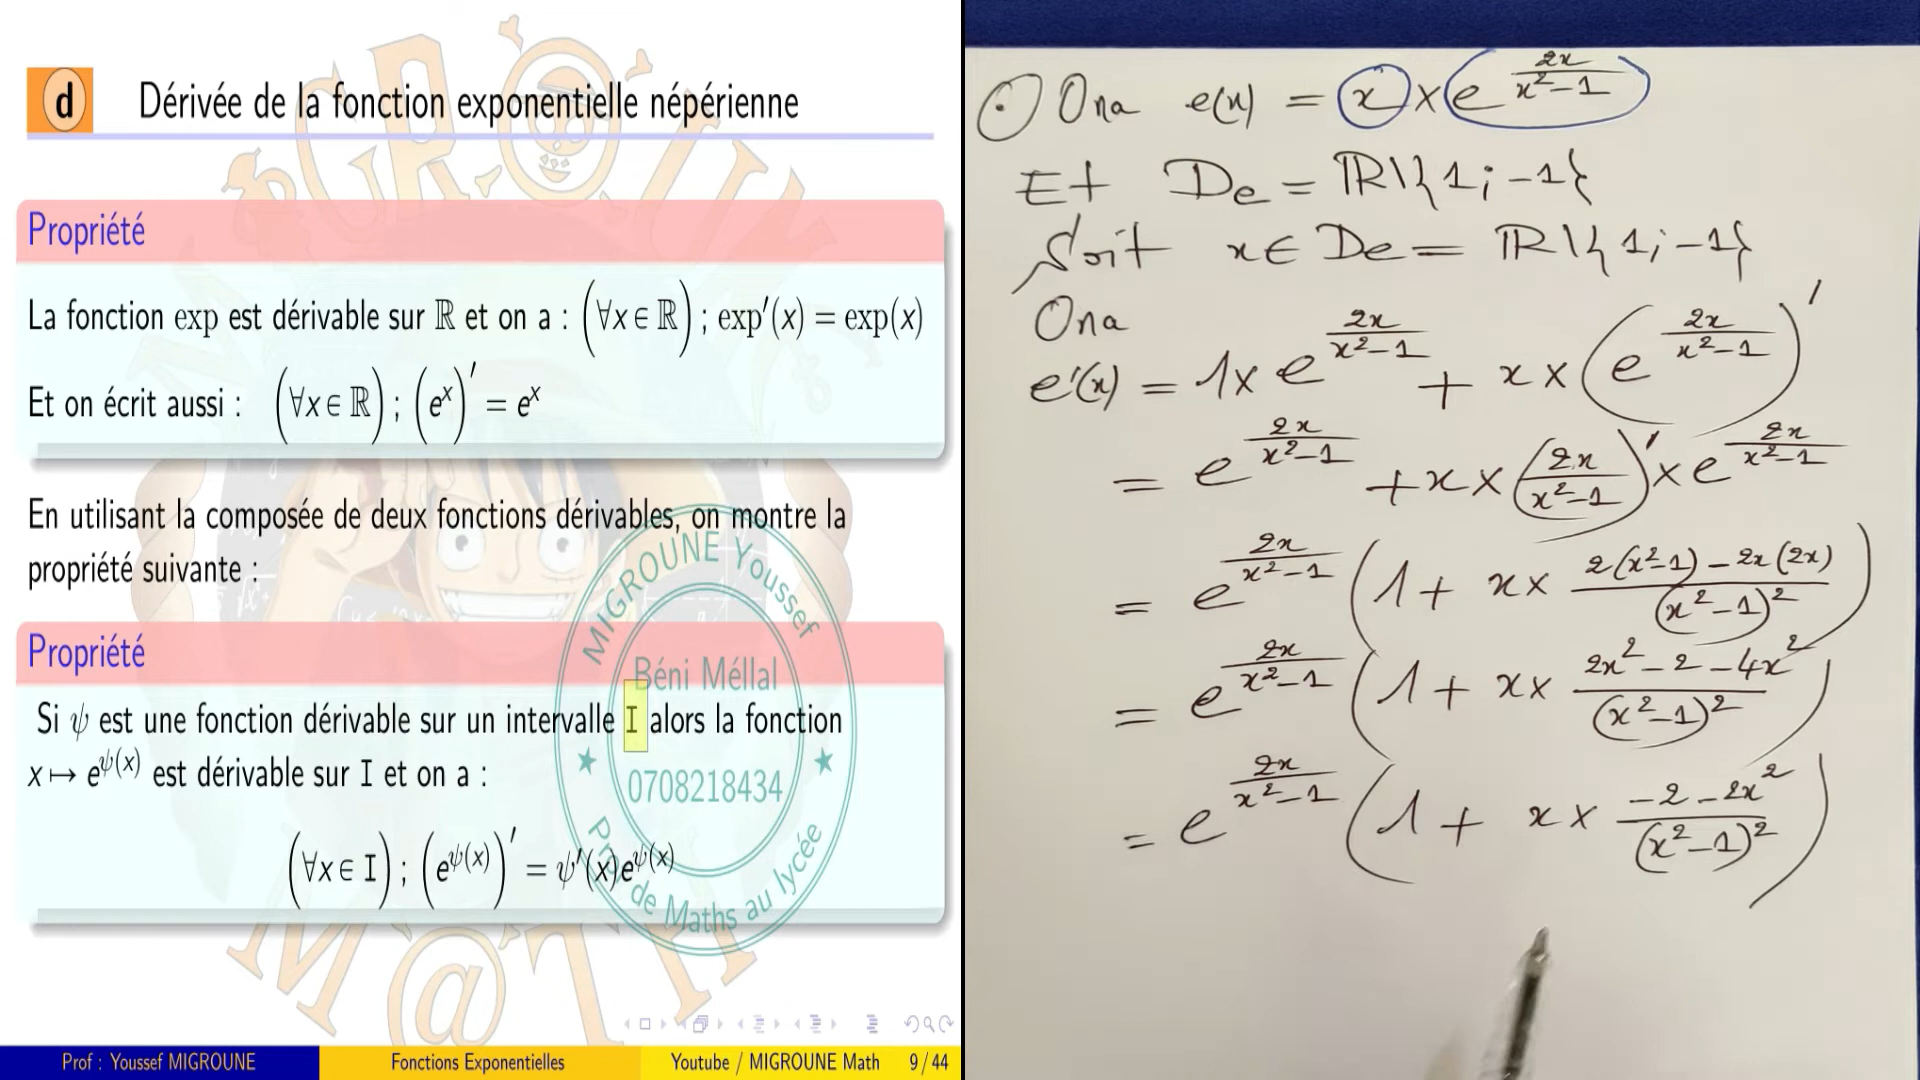 d Dérivée de la fonction exponentielle népérienne
Propriété
La fonction exp est dérivable sur ℝ et on a : (∀x ∈ ℝ) ; exp′(x) = exp(x)
Et on écrit aussi : (∀x ∈ ℝ) ; (e^x)′ = e^x
En utilisant la composée de deux fonctions dérivables, on montre la
propriété suivante :
Propriété
Si ψ est une fonction dérivable sur un intervalle I alors la fonction
x ↦ e^ψ(x) est dérivable sur I et on a :
(∀x ∈ I) ; (e^ψ(x))′ = ψ′(x)e^ψ(x)
MIGROUNE Youssef
Béni Méllal
0708218434
Prof de Maths au lycée
MIGROUNE
M@TH
Prof : Youssef MIGROUNE Fonctions Exponentielles Youtube / MIGROUNE Math 9 / 44
⊙ Ona e(x) = x × e^(2x/(x²-1))
Et De = ℝ\{1; -1}
Soit x ∈ De = ℝ\{1; -1}
Ona
e'(x) = 1 × e^(2x/(x²-1)) + x × (e^(2x/(x²-1)))'
= e^(2x/(x²-1)) + x × (2x/(x²-1))' × e^(2x/(x²-1))
= e^(2x/(x²-1)) (1 + x × (2(x²-1) - 2x(2x))/(x²-1)²)
= e^(2x/(x²-1)) (1 + x × (2x² - 2 - 4x²)/(x²-1)²)
= e^(2x/(x²-1)) (1 + x × (-2 - 2x²)/(x²-1)²)